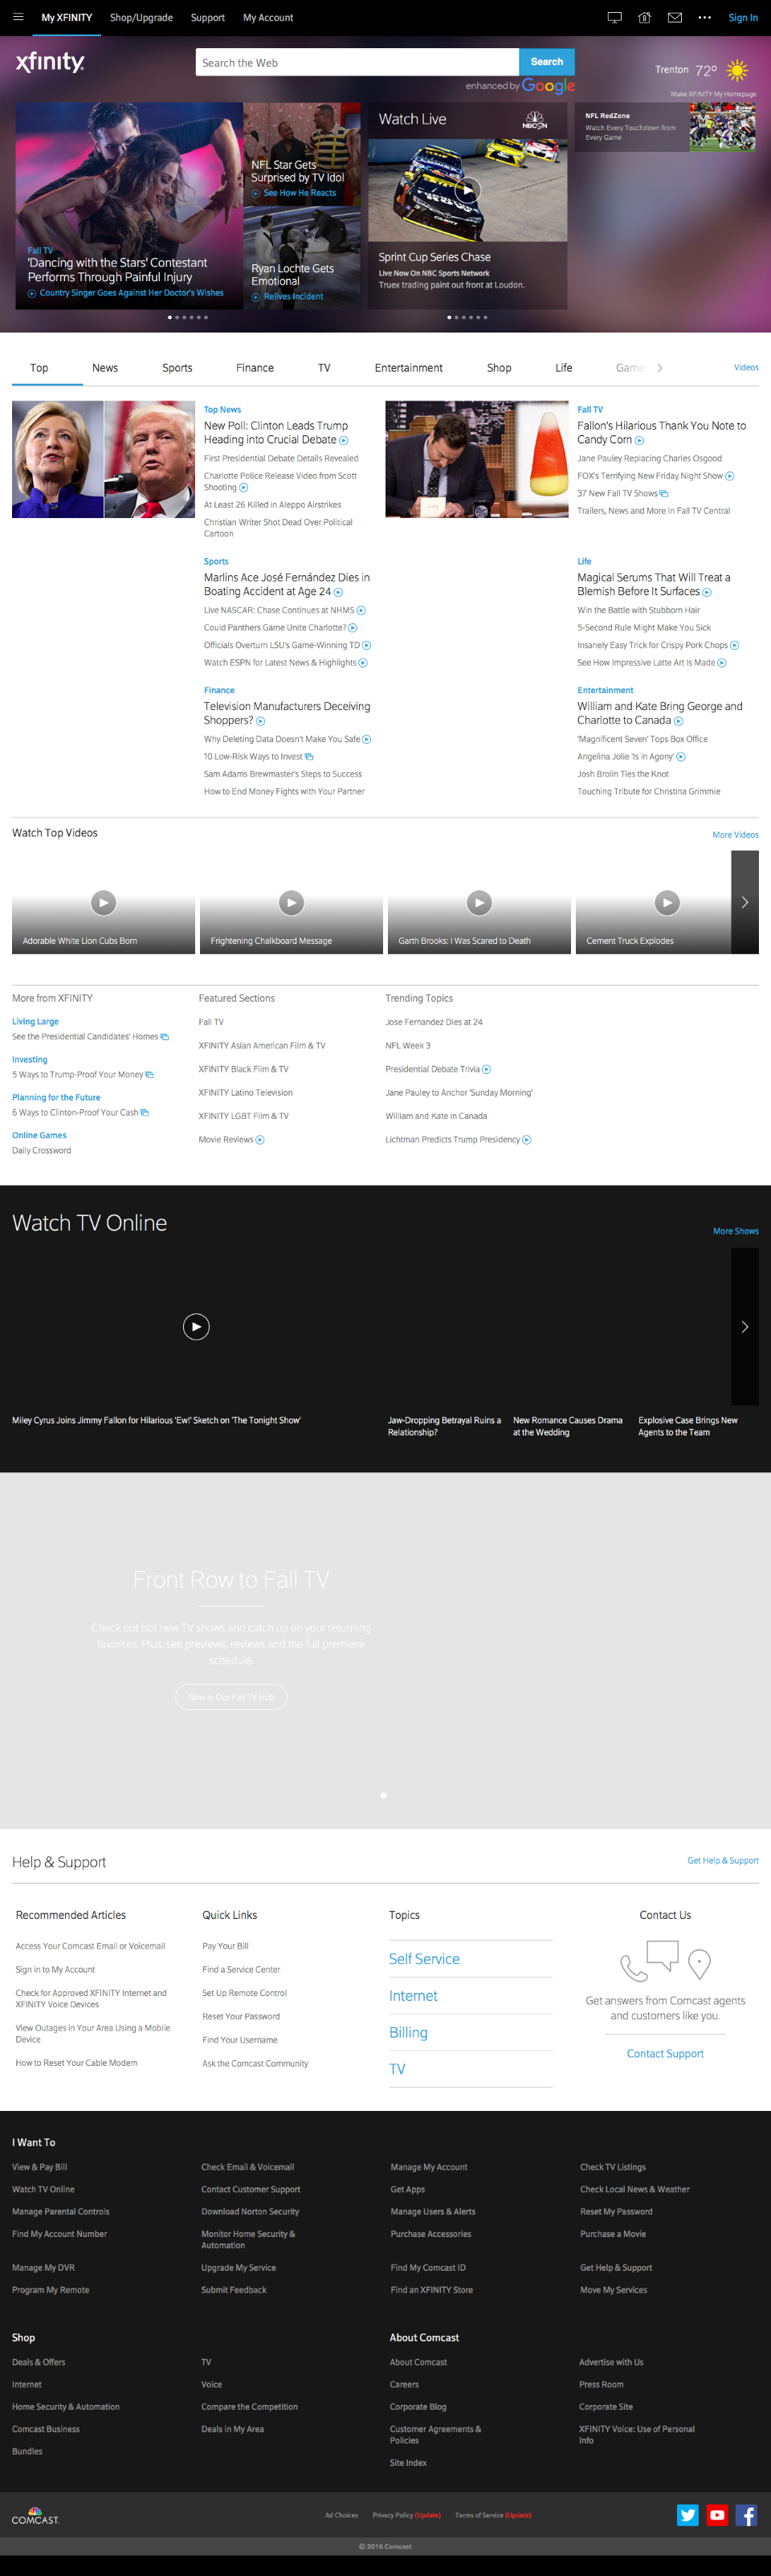 My XFINITY Shop/Upgrade Support My Account Sign In
xfinity
Search the Web Search
enhanced by Google
Trenton 72°
Make XFINITY My Homepage
Fall TV
'Dancing with the Stars' Contestant
Performs Through Painful Injury
Country Singer Goes Against Her Doctor's Wishes
NFL Star Gets
Surprised by TV Idol
See How He Reacts
Ryan Lochte Gets
Emotional
Relives Incident
Watch Live
NBCSN
Sprint Cup Series Chase
Live Now On NBC Sports Network
Truex trading paint out front at Loudon.
NFL RedZone
Watch Every Touchdown from
Every Game
Top News Sports Finance TV Entertainment Shop Life Games Videos
Top News
New Poll: Clinton Leads Trump
Heading into Crucial Debate
First Presidential Debate Details Revealed
Charlotte Police Release Video from Scott
Shooting
At Least 26 Killed in Aleppo Airstrikes
Christian Writer Shot Dead Over Political
Cartoon
Fall TV
Fallon's Hilarious Thank You Note to
Candy Corn
Jane Pauley Replacing Charles Osgood
FOX's Terrifying New Friday Night Show
37 New Fall TV Shows
Trailers, News and More in Fall TV Central
Sports
Marlins Ace José Fernández Dies in
Boating Accident at Age 24
Live NASCAR: Chase Continues at NHMS
Could Panthers Game Unite Charlotte?
Officials Overturn LSU's Game-Winning TD
Watch ESPN for Latest News & Highlights
Life
Magical Serums That Will Treat a
Blemish Before It Surfaces
Win the Battle with Stubborn Hair
5-Second Rule Might Make You Sick
Insanely Easy Trick for Crispy Pork Chops
See How Impressive Latte Art Is Made
Finance
Television Manufacturers Deceiving
Shoppers?
Why Deleting Data Doesn't Make You Safe
10 Low-Risk Ways to Invest
Sam Adams Brewmaster's Steps to Success
How to End Money Fights with Your Partner
Entertainment
William and Kate Bring George and
Charlotte to Canada
'Magnificent Seven' Tops Box Office
Angelina Jolie 'Is in Agony'
Josh Brolin Ties the Knot
Touching Tribute for Christina Grimmie
Watch Top Videos More Videos
Adorable White Lion Cubs Born
Frightening Chalkboard Message
Garth Brooks: I Was Scared to Death
Cement Truck Explodes
More from XFINITY
Living Large
See the Presidential Candidates' Homes
Investing
5 Ways to Trump-Proof Your Money
Planning for the Future
6 Ways to Clinton-Proof Your Cash
Online Games
Daily Crossword
Featured Sections
Fall TV
XFINITY Asian American Film & TV
XFINITY Black Film & TV
XFINITY Latino Television
XFINITY LGBT Film & TV
Movie Reviews
Trending Topics
Jose Fernandez Dies at 24
NFL Week 3
Presidential Debate Trivia
Jane Pauley to Anchor 'Sunday Morning'
William and Kate in Canada
Lichtman Predicts Trump Presidency
Watch TV Online
More Shows
Miley Cyrus Joins Jimmy Fallon for Hilarious 'Ew!' Sketch on 'The Tonight Show'
Jaw-Dropping Betrayal Ruins a
Relationship?
New Romance Causes Drama
at the Wedding
Explosive Case Brings New
Agents to the Team
Front Row to Fall TV
Check out hot new TV shows and catch up on your returning
favorites. Plus, see previews, reviews and the full premiere
schedule.
Now in Our Fall TV Hub
Help & Support
Get Help & Support
Recommended Articles
Access Your Comcast Email or Voicemail
Sign in to My Account
Check for Approved XFINITY Internet and
XFINITY Voice Devices
View Outages in Your Area Using a Mobile
Device
How to Reset Your Cable Modem
Quick Links
Pay Your Bill
Find a Service Center
Set Up Remote Control
Reset Your Password
Find Your Username
Ask the Comcast Community
Topics
Self Service
Internet
Billing
TV
Contact Us
Get answers from Comcast agents
and customers like you.
Contact Support
I Want To
View & Pay Bill
Check Email & Voicemail
Manage My Account
Check TV Listings
Watch TV Online
Contact Customer Support
Get Apps
Check Local News & Weather
Manage Parental Controls
Download Norton Security
Manage Users & Alerts
Reset My Password
Find My Account Number
Monitor Home Security &
Automation
Purchase Accessories
Purchase a Movie
Manage My DVR
Upgrade My Service
Find My Comcast ID
Get Help & Support
Program My Remote
Submit Feedback
Find an XFINITY Store
Move My Services
Shop
Deals & Offers
Internet
Home Security & Automation
Comcast Business
Bundles
TV
Voice
Compare the Competition
Deals in My Area
About Comcast
About Comcast
Careers
Corporate Blog
Customer Agreements &
Policies
Site Index
Advertise with Us
Press Room
Corporate Site
XFINITY Voice: Use of Personal
Info
COMCAST
Ad Choices Privacy Policy (Update) Terms of Service (Update)
© 2016 Comcast